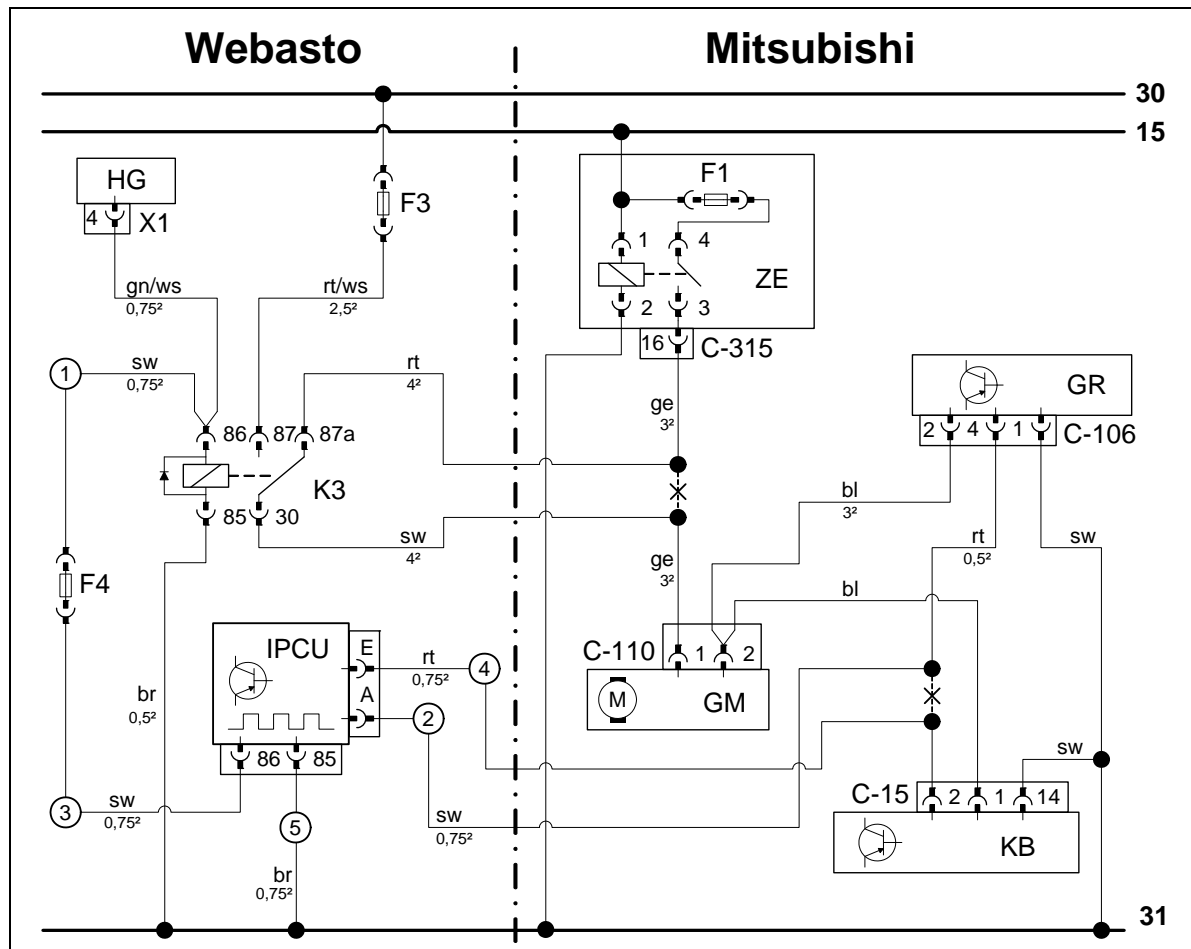 Webasto
Mitsubishi
30
15
HG
4
X1
F3
F1
1
4
ZE
2
3
16
C-315
gn/ws
0,75²
rt/ws
2,5²
1
sw
0,75²
rt
4²
ge
3²
GR
2
4
1
C-106
86
87
87a
K3
85
30
sw
4²
bl
3²
rt
0,5²
sw
ge
3²
bl
F4
IPCU
E
A
rt
0,75²
4
2
C-110
1
2
M
GM
br
0,5²
86
85
3
sw
0,75²
5
sw
0,75²
sw
C-15
2
1
14
KB
br
0,75²
31